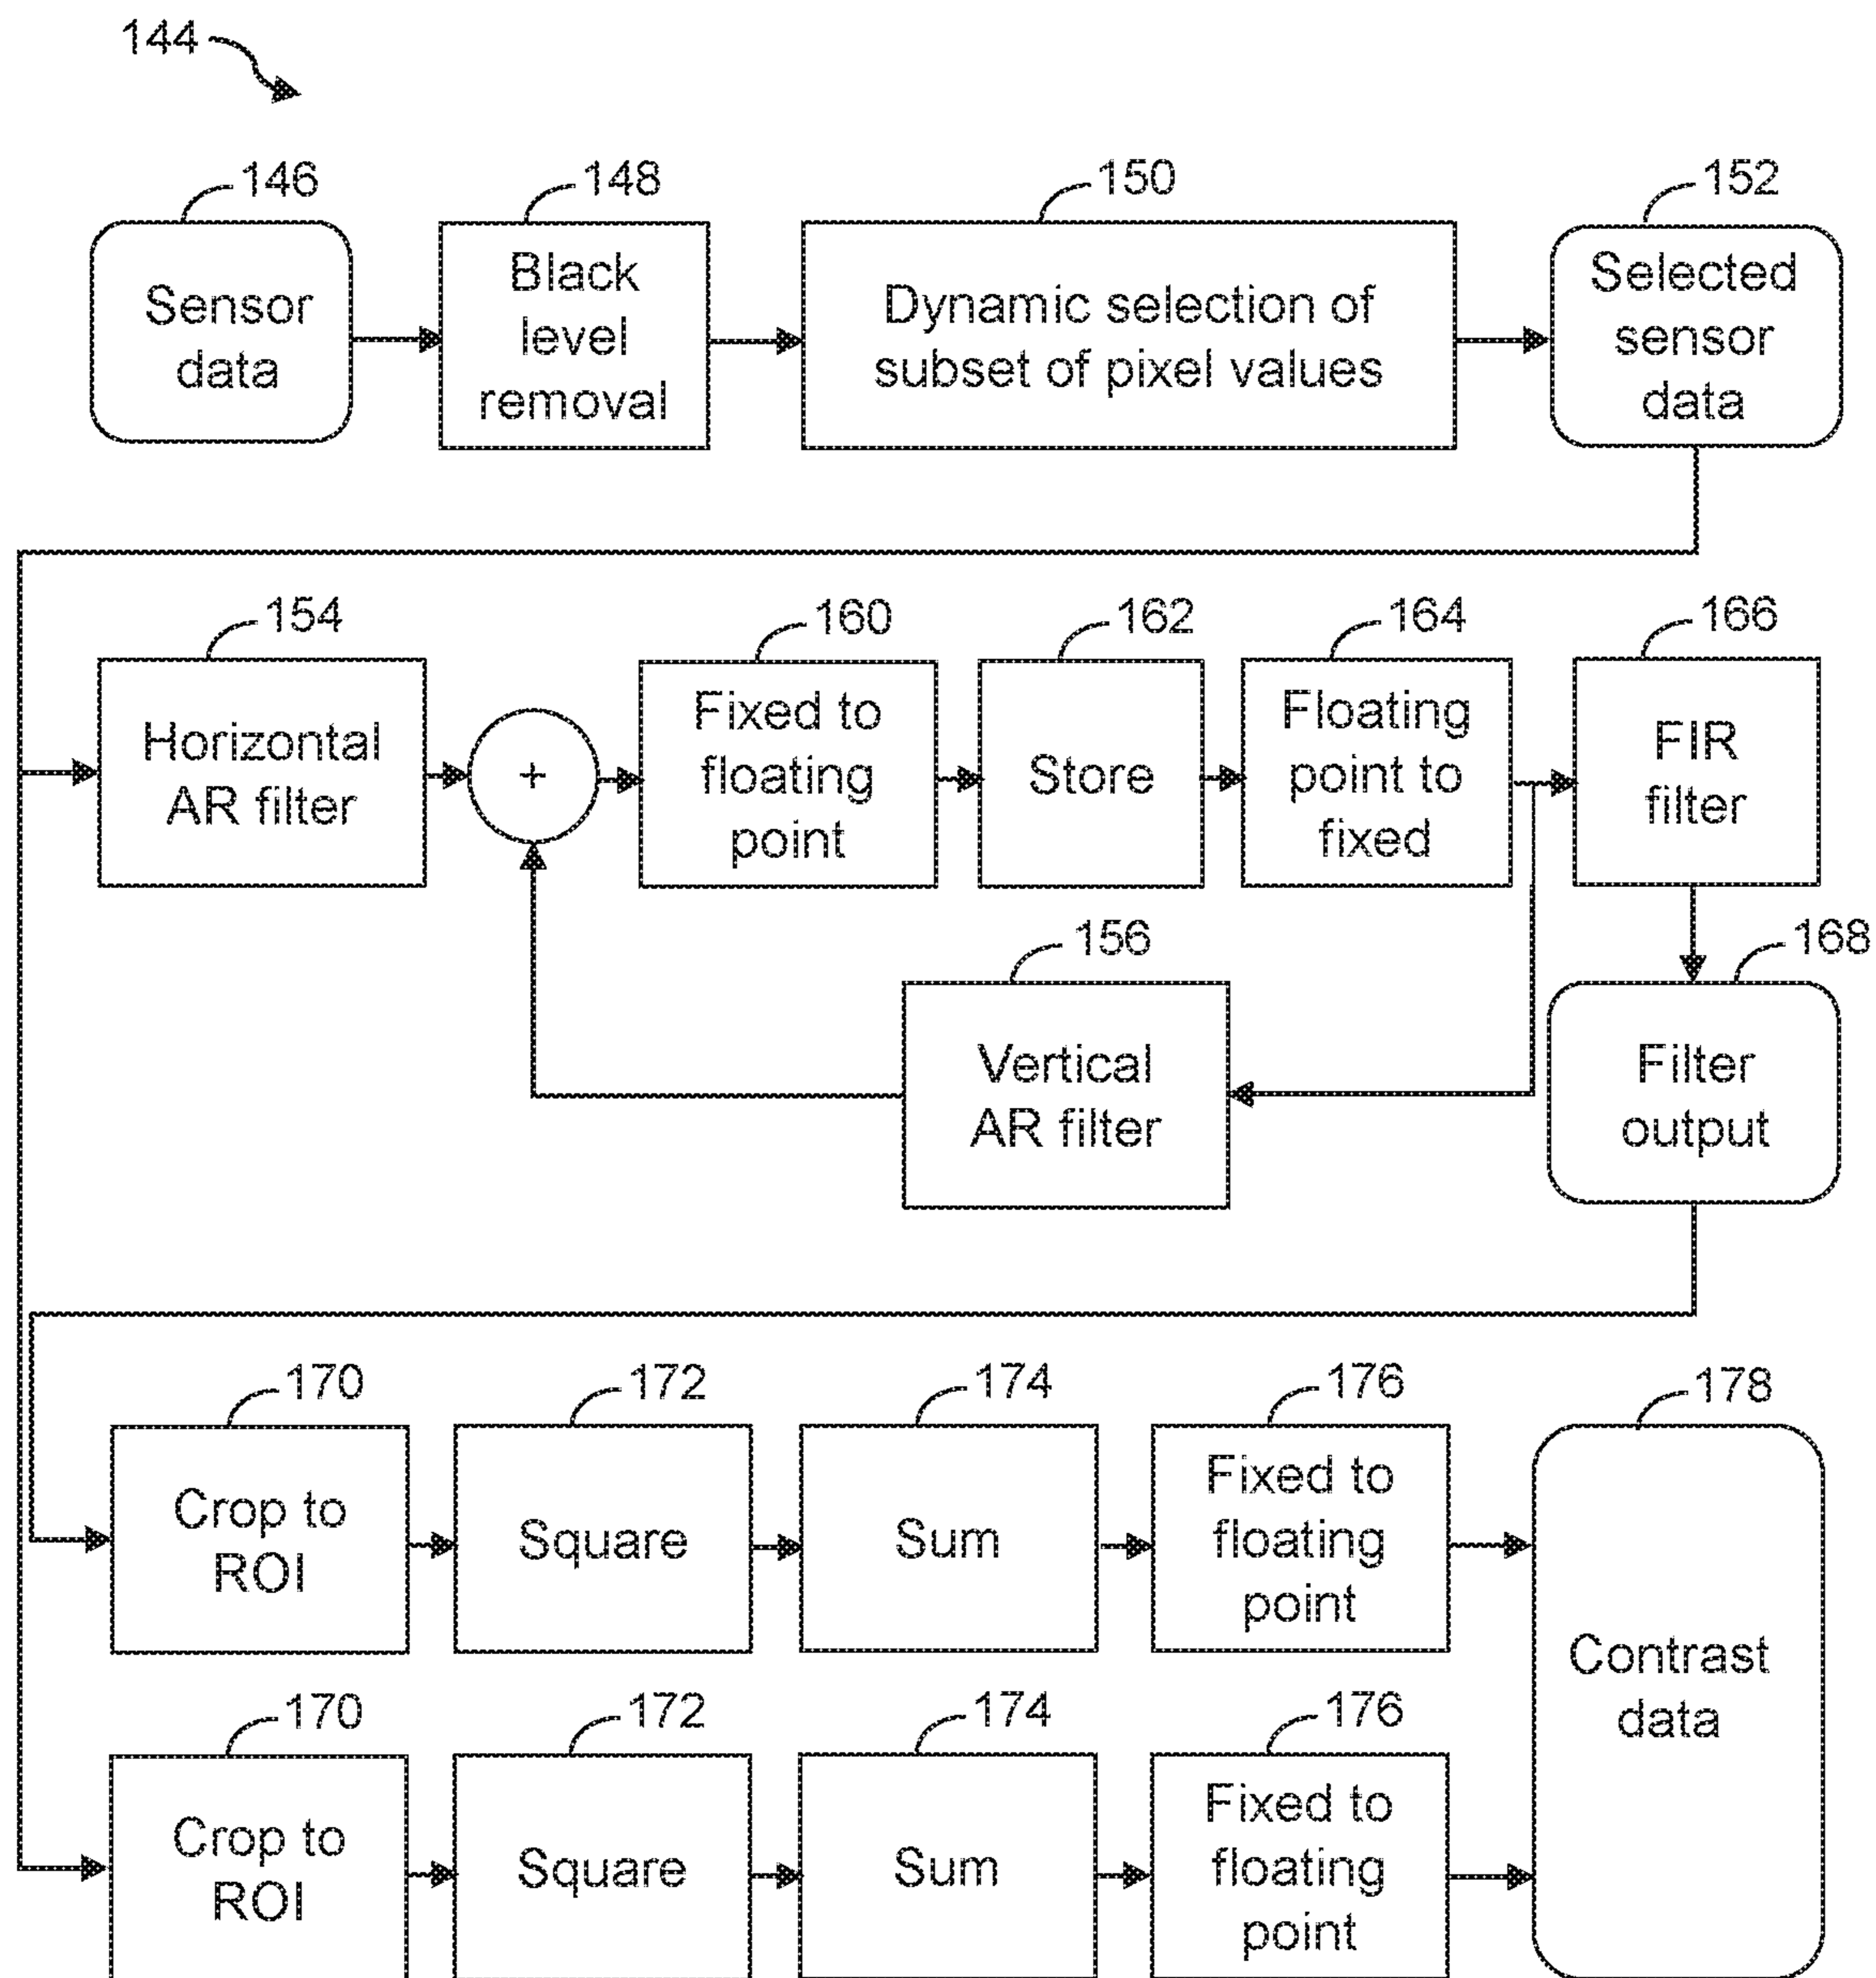 144
146
148
150
152
Sensor
data
Black
level
removal
Dynamic selection of
subset of pixel values
Selected
sensor
data
154
160
162
164
166
Horizontal
AR filter
+
Fixed to
floating
point
Store
Floating
point to
fixed
FIR
filter
156
168
Vertical
AR filter
Filter
output
170
172
174
176
178
Crop to
ROI
Square
Sum
Fixed to
floating
point
Contrast
data
170
172
174
176
Crop to
ROI
Square
Sum
Fixed to
floating
point